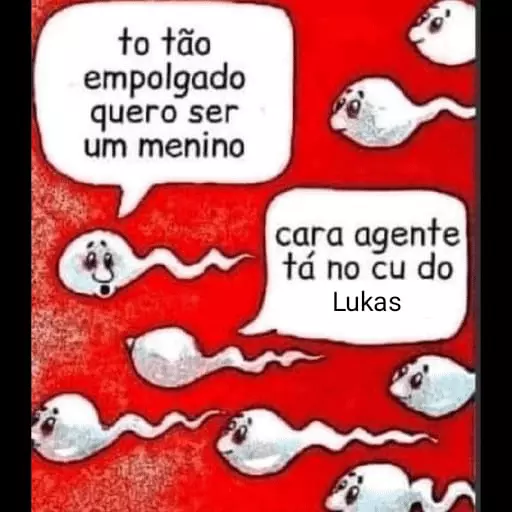 to tão
empolgado
quero ser
um menino
cara agente
tá no cu do
Lukas